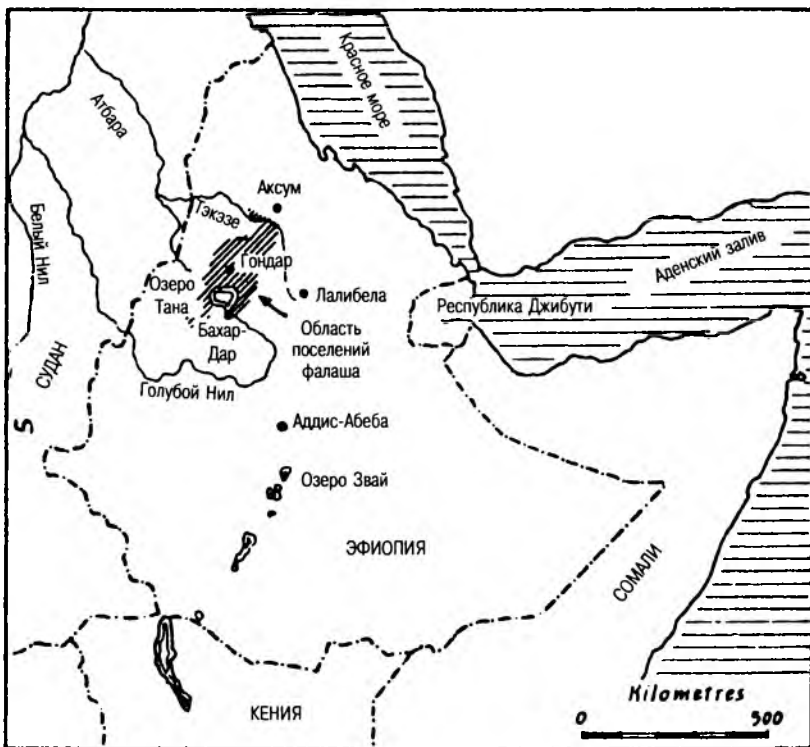 Красное море
Атбара
Белый Нил
Аксум
Тэкэзе
Гондар
Аденский залив
Озеро
Тана
Лалибела
Республика Джибути
Бахар-
Дар
Область
поселений
фалаша
СУДАН
Голубой Нил
Аддис-Абеба
Озеро Звай
ЭФИОПИЯ
СОМАЛИ
КЕНИЯ
Kilometres
0 500